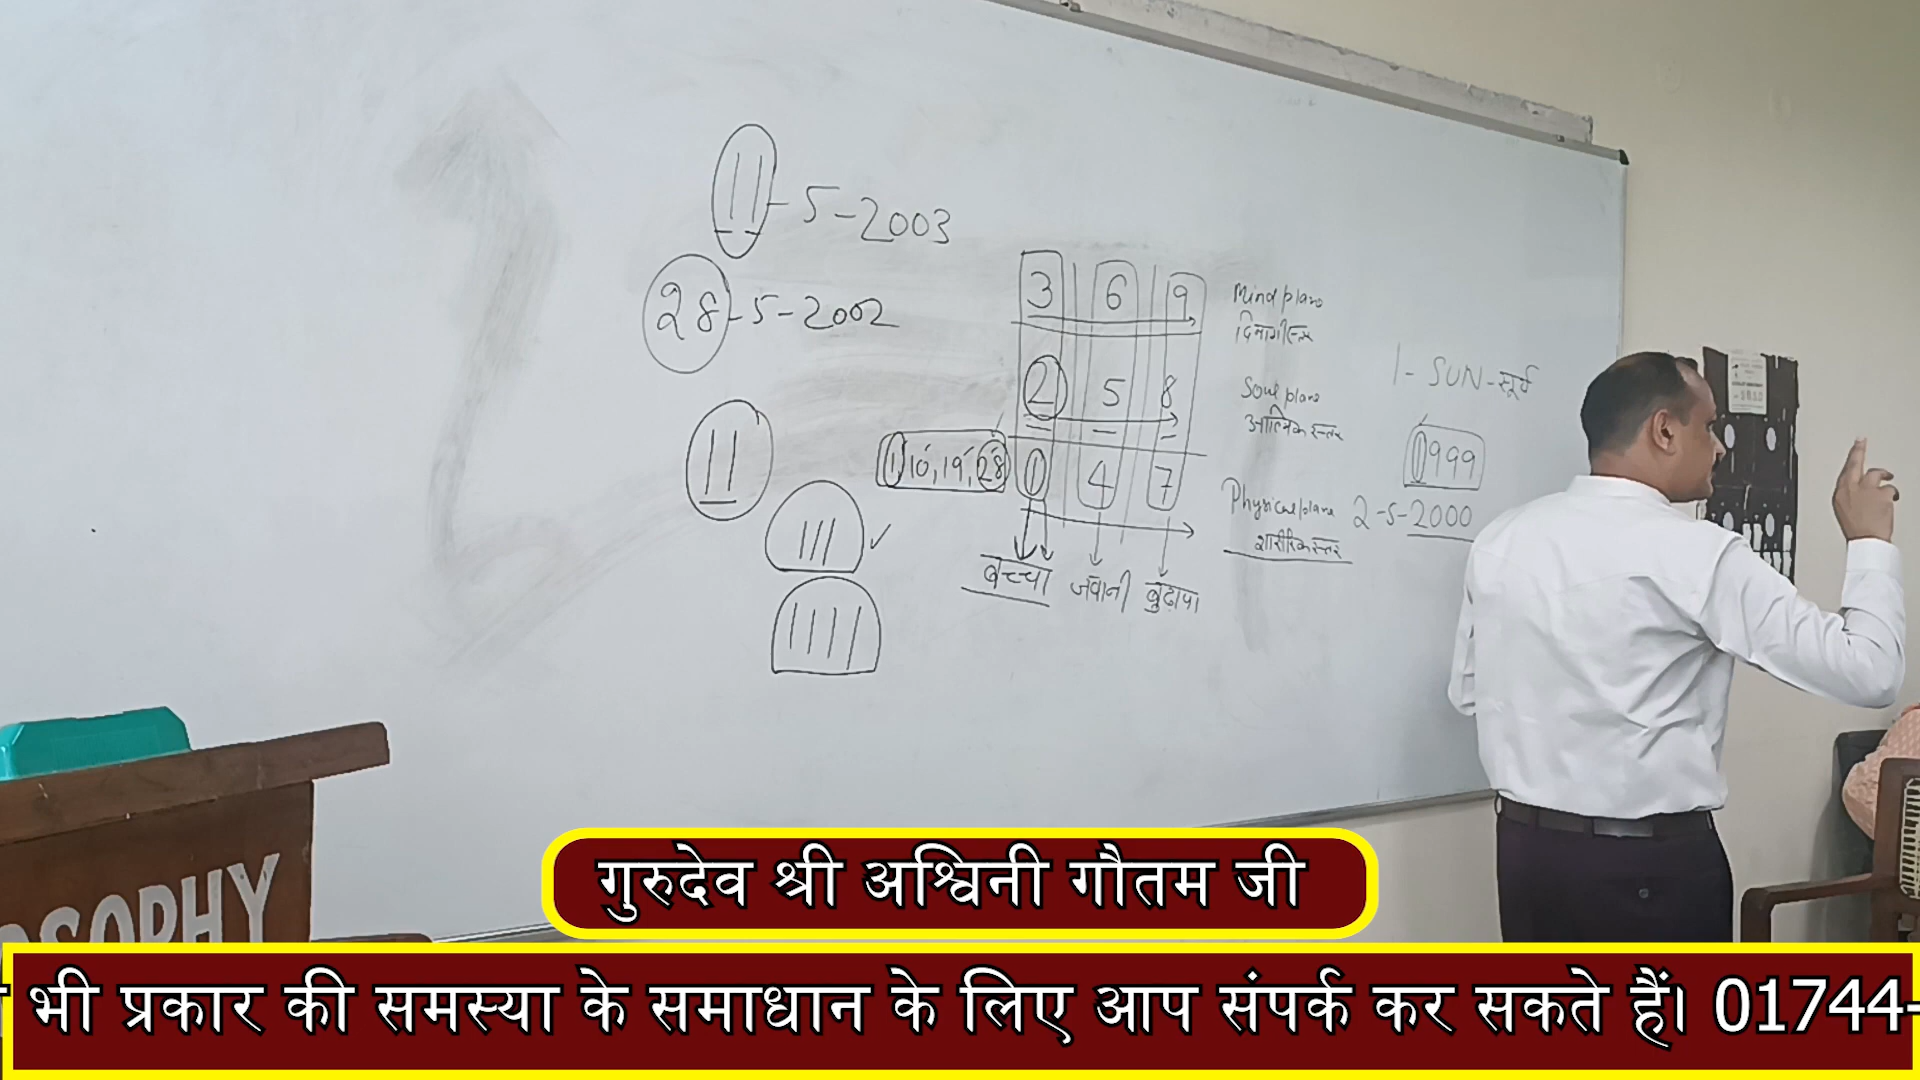 11-5-2003
28-5-2002
11
111
1111
3 6 9
2 5 8
1 4 7
1, 10, 19, 28
Mind plane
दिमागी स्तर
Soul plane
आत्मिक स्तर
Physical plane
शारीरिक स्तर
बच्चा जवानी बुढ़ापा
1- SUN-सूर्य
1999
2-5-2000
OSOPHY
गुरुदेव श्री अश्विनी गौतम जी
भी प्रकार की समस्या के समाधान के लिए आप संपर्क कर सकते हैं। 01744-